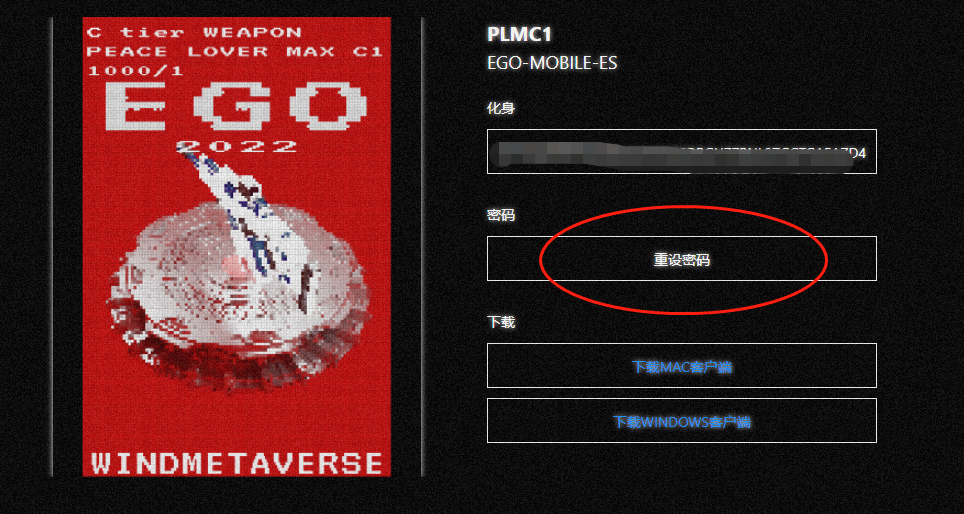 C tier WEAPON
PEACE LOVER MAX C1
1000/1
EGO
2022
WINDMETAVERSE
PLMC1
EGO-MOBILE-ES
化身
7D4
密码
重设密码
下载
下载MAC客户端
下载WINDOWS客户端